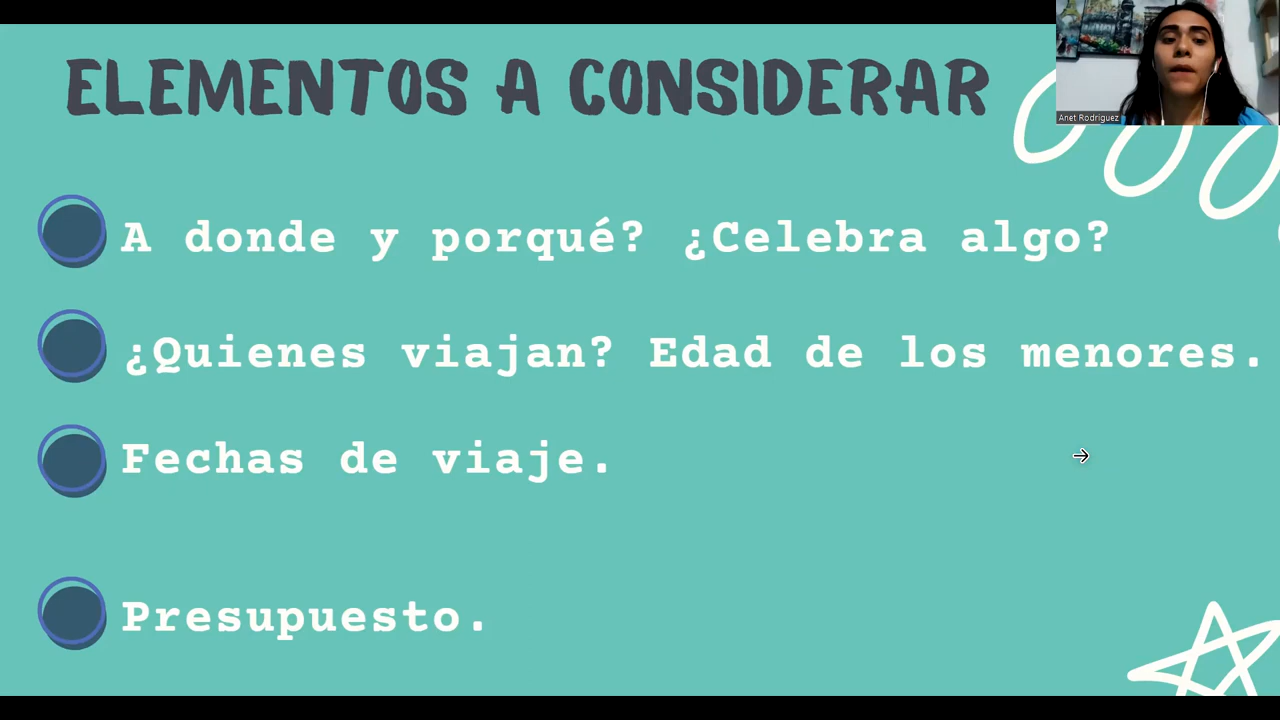 ELEMENTOS A CONSIDERAR
Anet Rodriguez
A donde y porqué? ¿Celebra algo?
¿Quienes viajan? Edad de los menores.
Fechas de viaje.
Presupuesto.